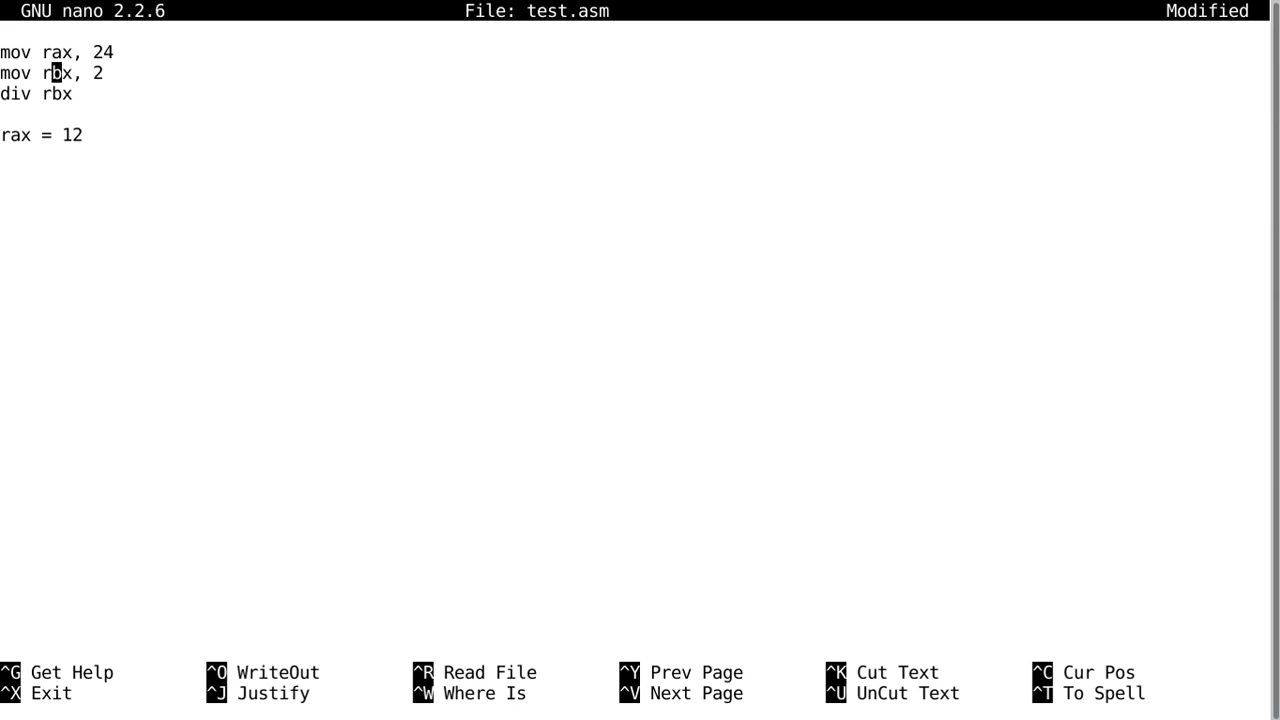 GNU nano 2.2.6 File: test.asm Modified
mov rax, 24
mov rbx, 2
div rbx
rax = 12
^G Get Help ^O WriteOut ^R Read File ^Y Prev Page ^K Cut Text ^C Cur Pos
^X Exit ^J Justify ^W Where Is ^V Next Page ^U UnCut Text ^T To Spell